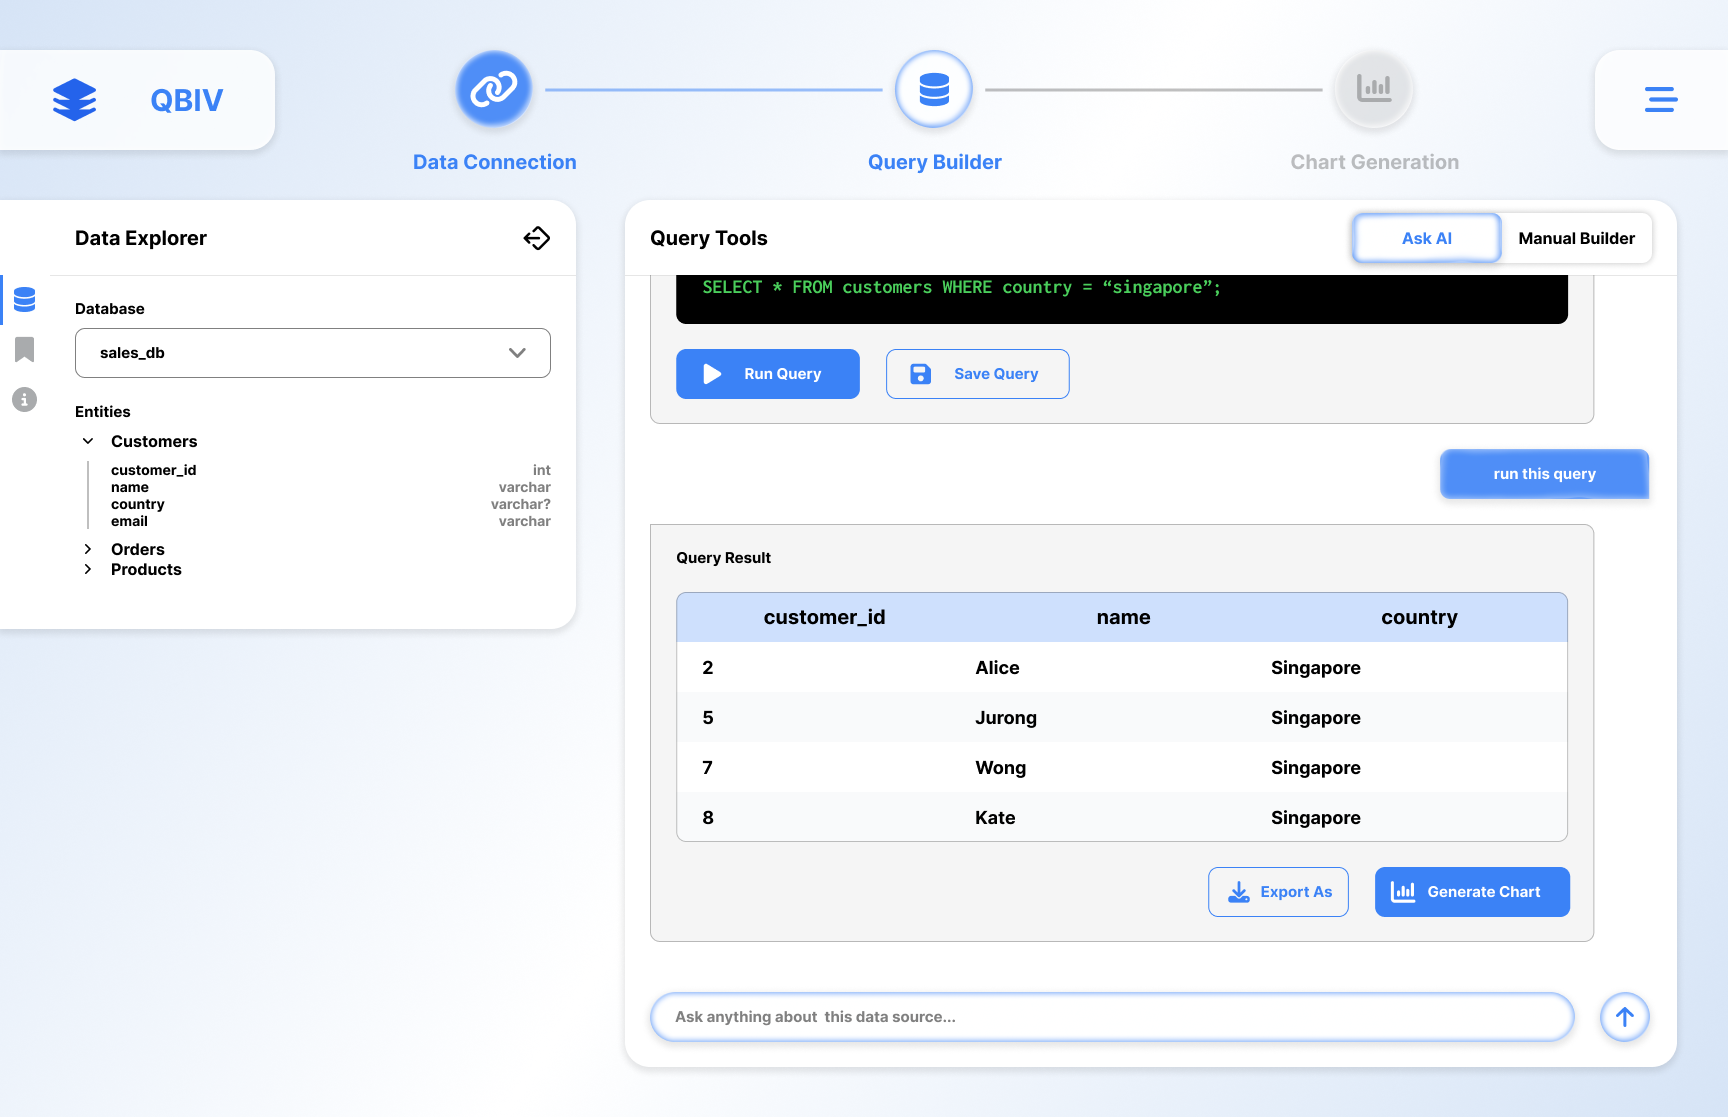 QBIV
Data Connection
Query Builder
Chart Generation
Data Explorer
Database
sales_db
Entities
Customers
customer_id int
name varchar
country varchar?
email varchar
Orders
Products
Query Tools
Ask AI
Manual Builder
SELECT * FROM customers WHERE country = “singapore”;
Run Query
Save Query
run this query
Query Result
customer_id name country
2 Alice Singapore
5 Jurong Singapore
7 Wong Singapore
8 Kate Singapore
Export As
Generate Chart
Ask anything about  this data source...